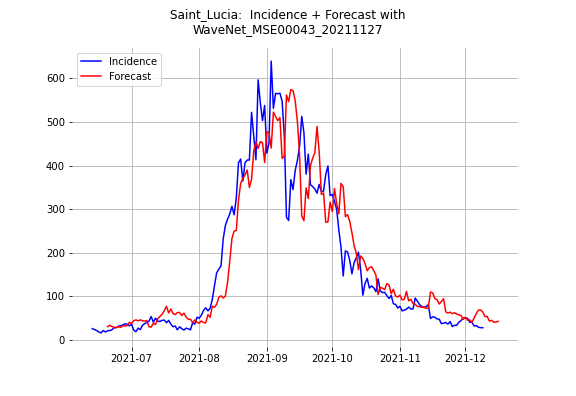 Saint_Lucia:  Incidence + Forecast with
WaveNet_MSE00043_20211127
Incidence
Forecast
600
500
400
300
200
100
0
2021-07 2021-08 2021-09 2021-10 2021-11 2021-12